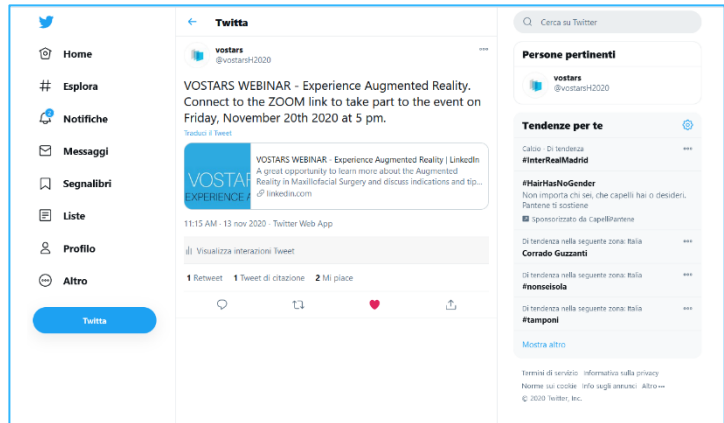 Home
Esplora
2
Notifiche
Messaggi
Segnalibri
Liste
Profilo
Altro
Twitta
Twitta
vostars
@vostarsH2020
VOSTARS WEBINAR - Experience Augmented Reality.
Connect to the ZOOM link to take part to the event on
Friday, November 20th 2020 at 5 pm.
Traduci il Tweet
VOSTAR
EXPERIENCE A
VOSTARS WEBINAR - Experience Augmented Reality | LinkedIn
A great opportunity to learn more about the Augmented
Reality in Maxillofacial Surgery and discuss indications and tip...
linkedin.com
11:15 AM · 13 nov 2020 · Twitter Web App
Visualizza interazioni Tweet
1 Retweet 1 Tweet di citazione 2 Mi piace
Cerca su Twitter
Persone pertinenti
vostars
@vostarsH2020
Tendenze per te
Calcio · Di tendenza
#InterRealMadrid
#HairHasNoGender
Non importa chi sei, che capelli hai o desideri.
Pantene ti sostiene
Sponsorizzato da CapelliPantene
Di tendenza nella seguente zona: Italia
Corrado Guzzanti
Di tendenza nella seguente zona: Italia
#nonseisola
Di tendenza nella seguente zona: Italia
#tamponi
Mostra altro
Termini di servizio Informativa sulla privacy
Norme sui cookie Info sugli annunci Altro
© 2020 Twitter, Inc.